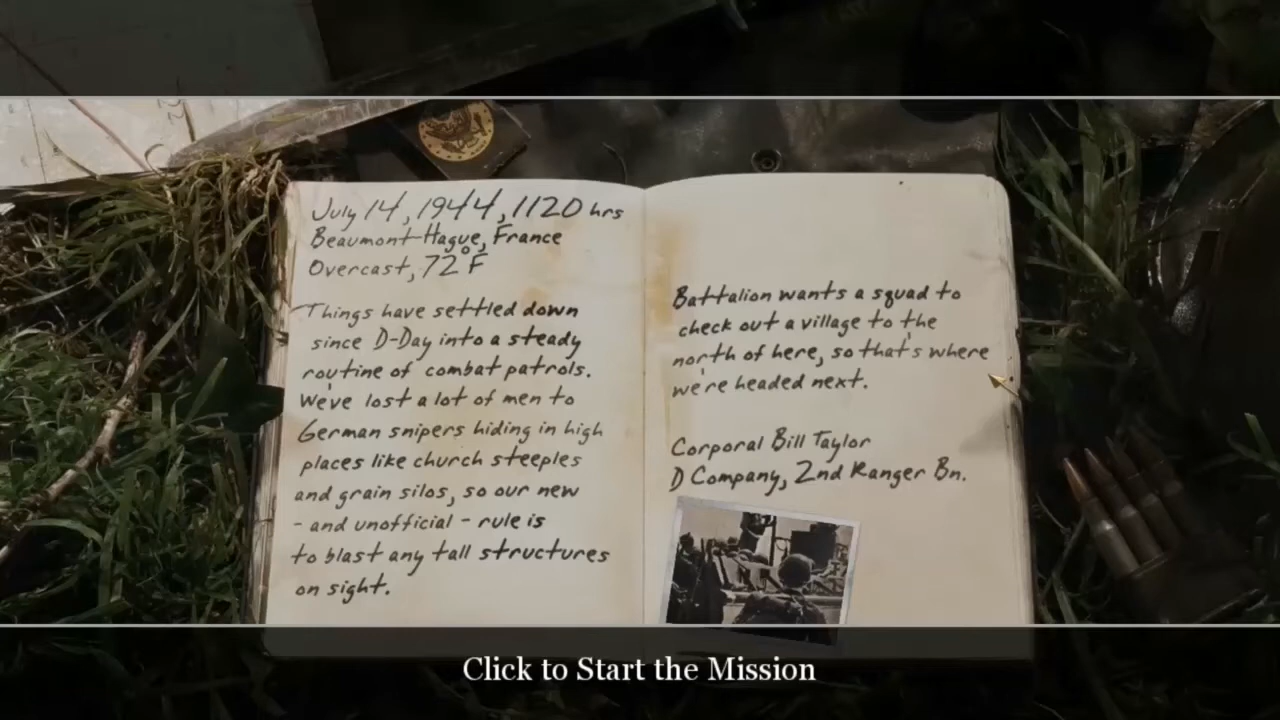 July 14, 1944, 1120 hrs
Beaumont-Hague, France
Overcast, 72°F
Things have settled down
since D-Day into a steady
routine of combat patrols.
We've lost a lot of men to
German snipers hiding in high
places like church steeples
and grain silos, so our new
- and unofficial - rule is
to blast any tall structures
on sight.
Battalion wants a squad to
check out a village to the
north of here, so that's where
we're headed next.
Corporal Bill Taylor
D Company, 2nd Ranger Bn.
Click to Start the Mission